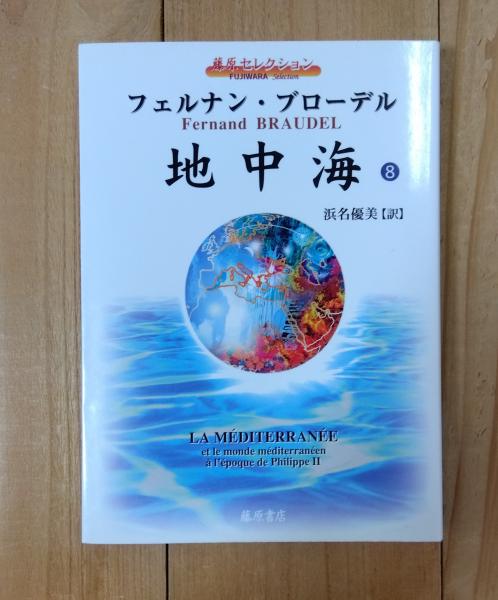 藤原セレクション
FUJIWARA Selection
フェルナン・ブローデル
Fernand BRAUDEL
地中海 8
浜名優美【訳】
LA MÉDITERRANÉE
et le monde méditerranéen
à l'époque de Philippe II
藤原書店